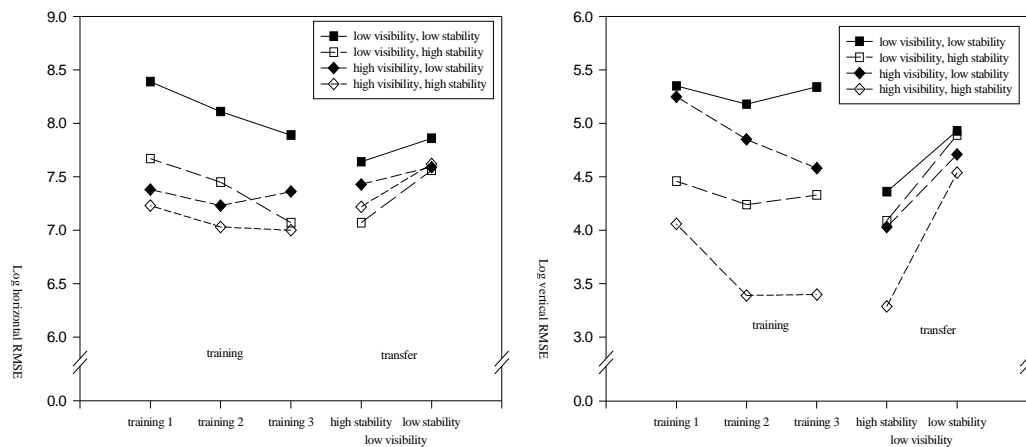 9.0
8.5
8.0
7.5
7.0
6.5
6.0
0.0
Log horizontal RMSE
low visibility, low stability
low visibility, high stability
high visibility, low stability
high visibility, high stability
training
transfer
training 1 training 2 training 3 high stability low stability
low visibility
6.0
5.5
5.0
4.5
4.0
3.5
3.0
0.0
Log vertical RMSE
low visibility, low stability
low visibility, high stability
high visibility, low stability
high visibility, high stability
training
transfer
training 1 training 2 training 3 high stability low stability
low visibility